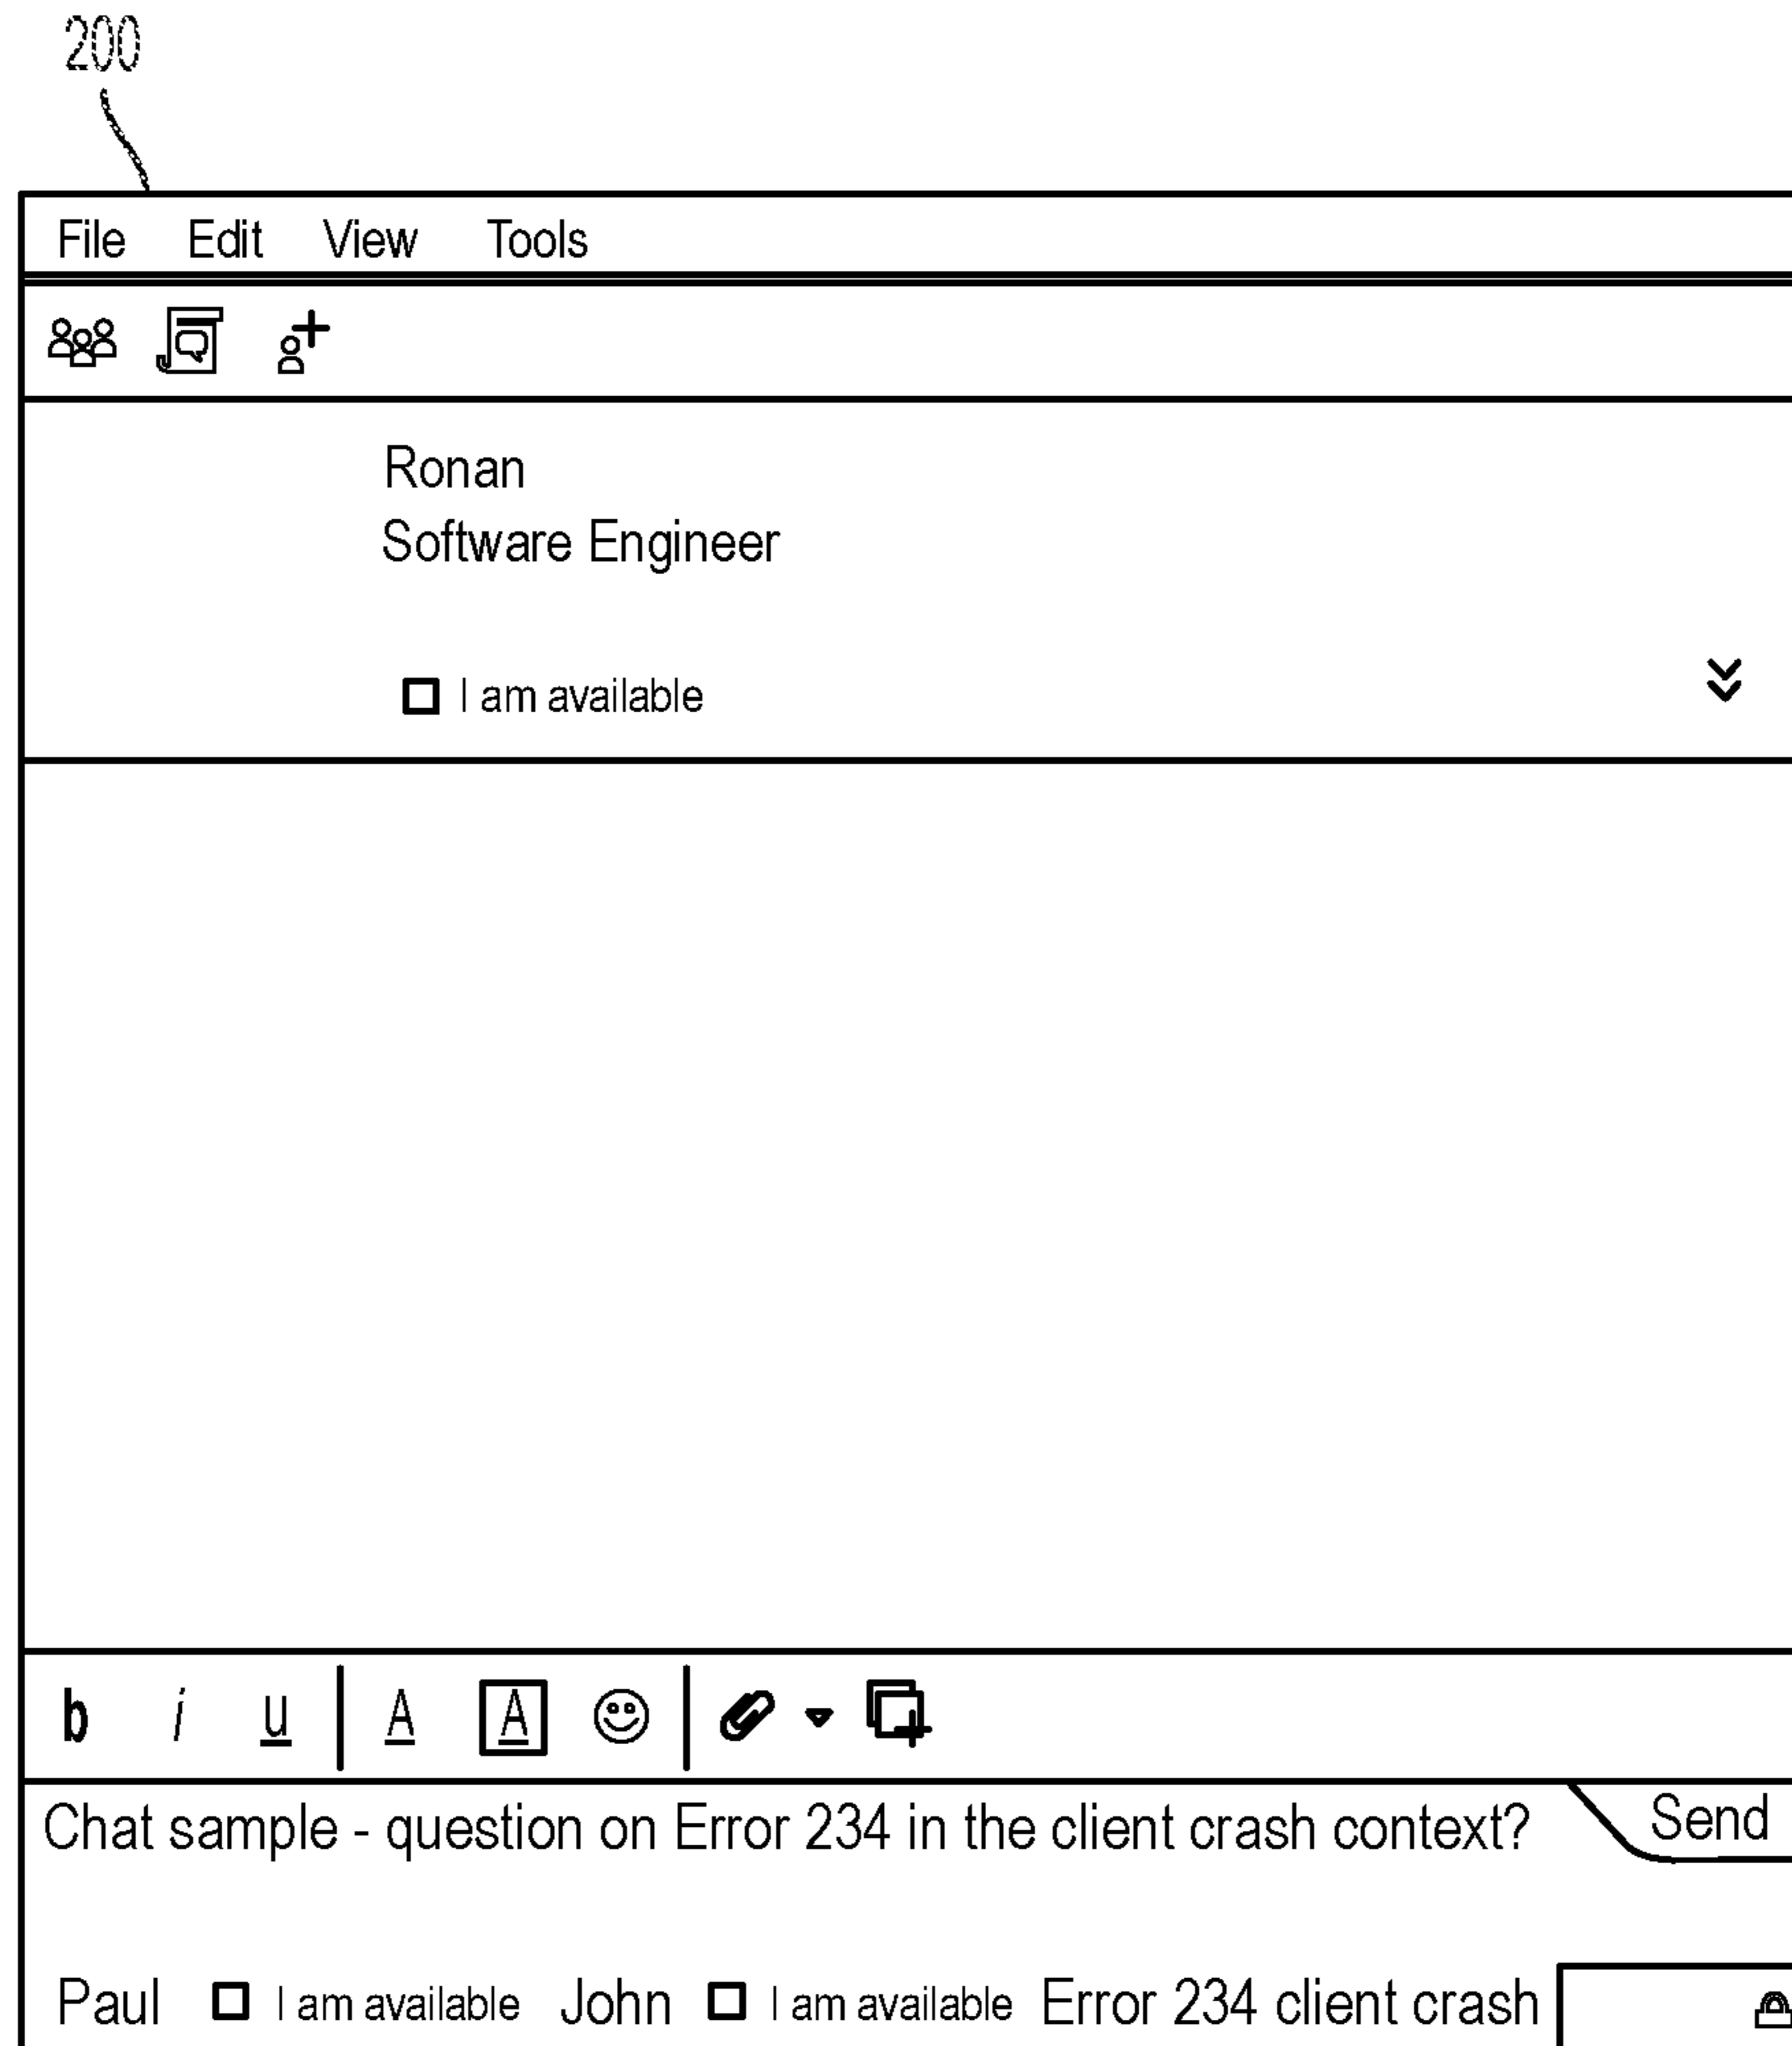 200
File Edit View Tools
Ronan
Software Engineer
I am available
b i u A A
Chat sample - question on Error 234 in the client crash context?
Send
Paul I am available John I am available Error 234 client crash